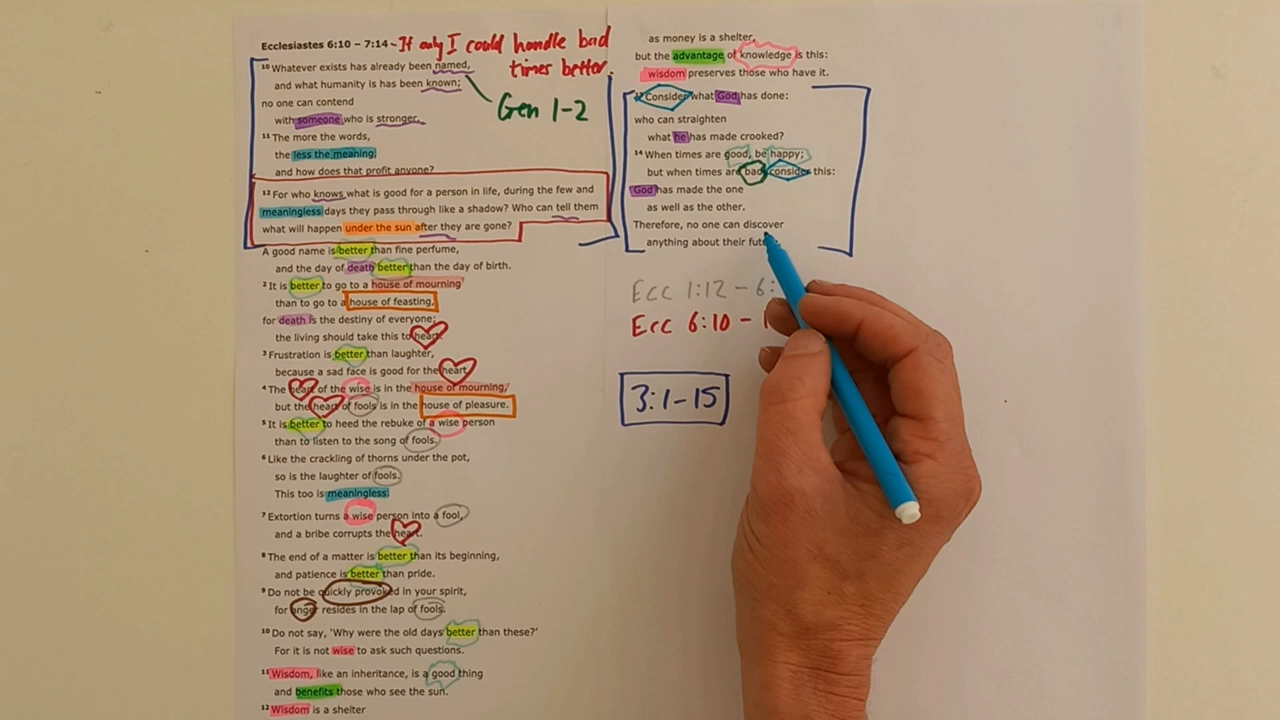 Ecclesiastes 6:10 – 7:14 ~ If only I could handle bad
times better.
10 Whatever exists has already been named,
and what humanity is has been known;
no one can contend
with someone who is stronger.
Gen 1-2
11 The more the words,
the less the meaning,
and how does that profit anyone?
12 For who knows what is good for a person in life, during the few and
meaningless days they pass through like a shadow? Who can tell them
what will happen under the sun after they are gone?
A good name is better than fine perfume,
and the day of death better than the day of birth.
2 It is better to go to a house of mourning
than to go to a house of feasting,
for death is the destiny of everyone;
the living should take this to heart.
3 Frustration is better than laughter,
because a sad face is good for the heart.
4 The heart of the wise is in the house of mourning,
but the heart of fools is in the house of pleasure.
5 It is better to heed the rebuke of a wise person
than to listen to the song of fools.
6 Like the crackling of thorns under the pot,
so is the laughter of fools.
This too is meaningless.
7 Extortion turns a wise person into a fool,
and a bribe corrupts the heart.
8 The end of a matter is better than its beginning,
and patience is better than pride.
9 Do not be quickly provoked in your spirit,
for anger resides in the lap of fools.
10 Do not say, ‘Why were the old days better than these?’
For it is not wise to ask such questions.
11 Wisdom, like an inheritance, is a good thing
and benefits those who see the sun.
12 Wisdom is a shelter
as money is a shelter,
but the advantage of knowledge is this:
wisdom preserves those who have it.
13 Consider what God has done:
who can straighten
what he has made crooked?
14 When times are good, be happy;
but when times are bad, consider this:
God has made the one
as well as the other.
Therefore, no one can discover
anything about their
Ecc 1:12 – 6:
Ecc 6:10 –
3:1-15